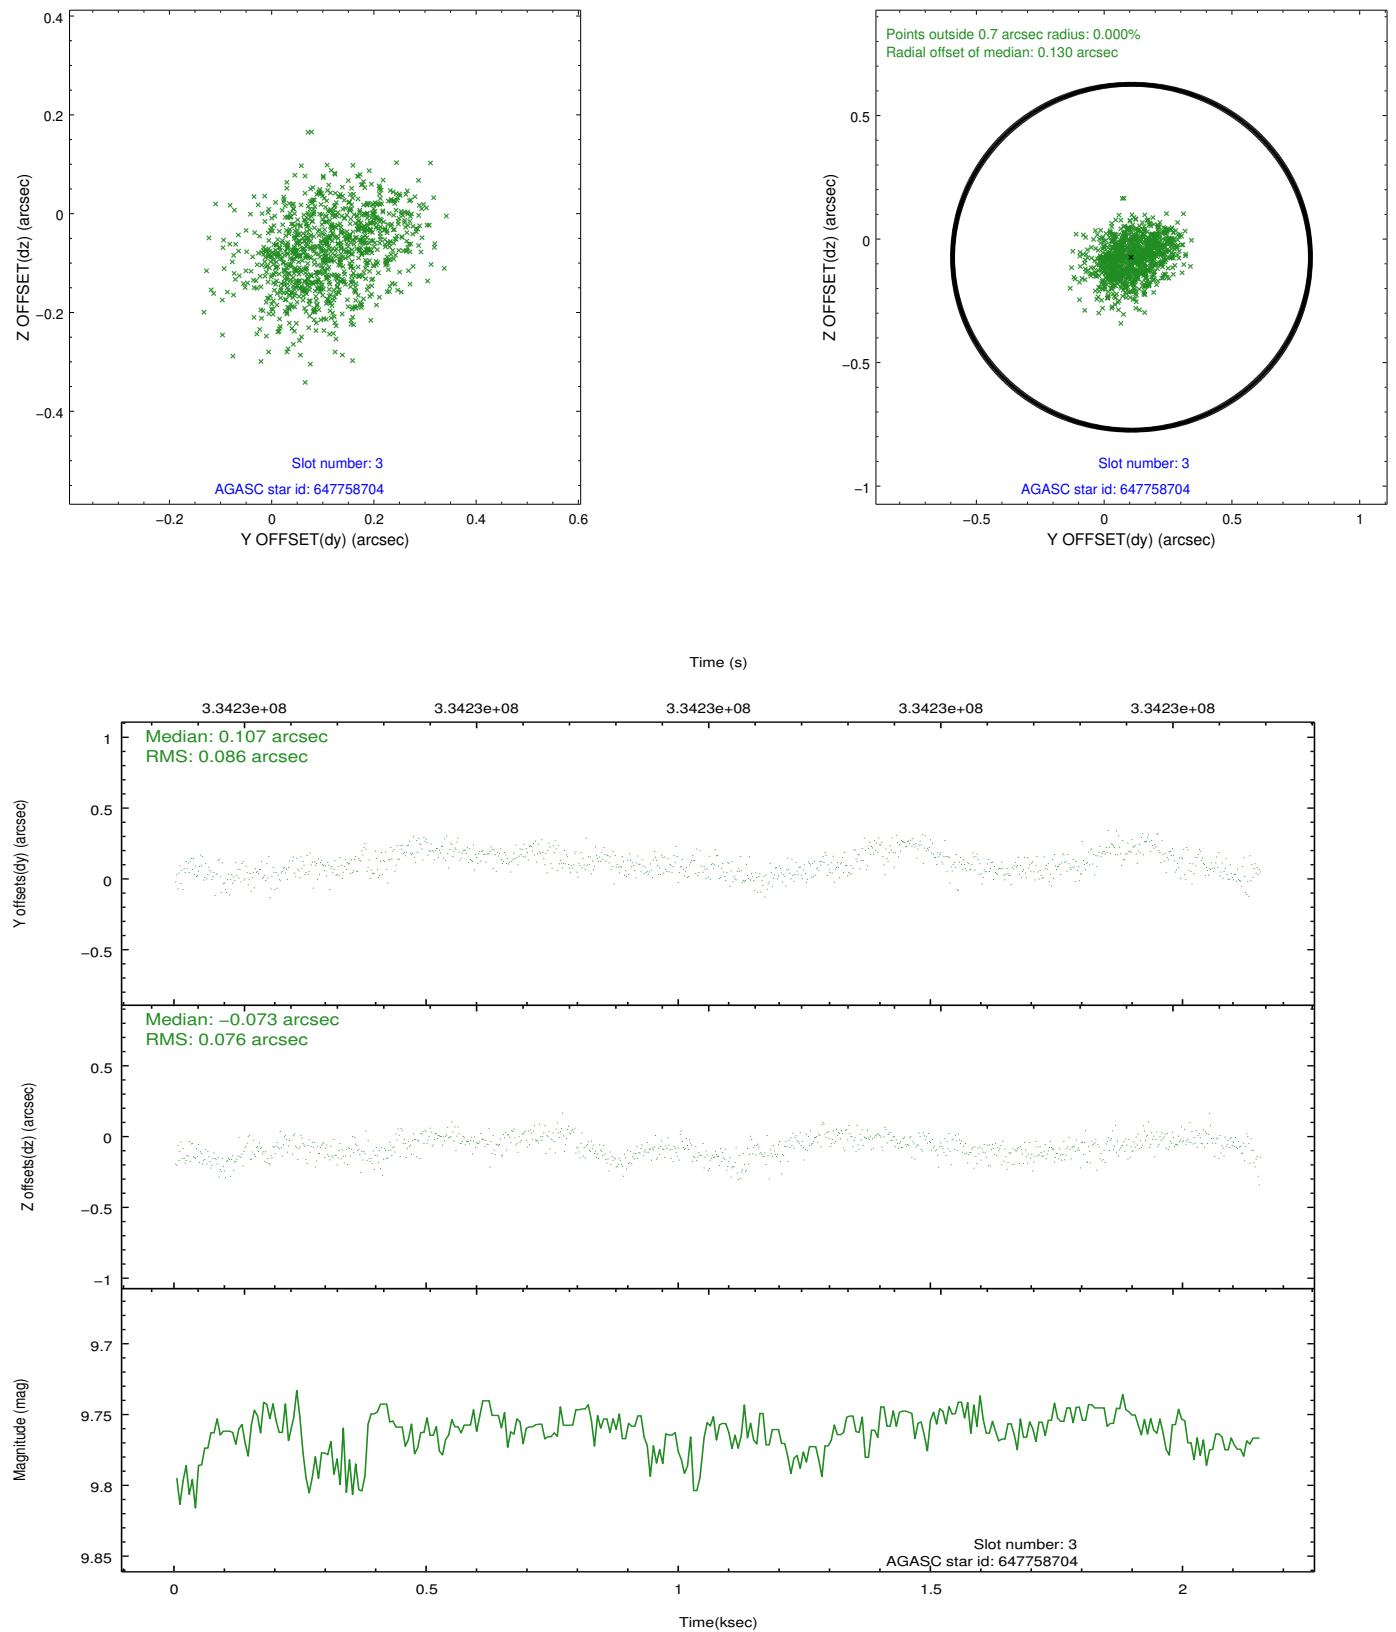 0.4
0.2
0
−0.2
−0.4
Z OFFSET(dz) (arcsec)
Slot number: 3
AGASC star id: 647758704
−0.2
0
0.2
0.4
0.6
Y OFFSET(dy) (arcsec)
Points outside 0.7 arcsec radius: 0.000%
Radial offset of median: 0.130 arcsec
0.5
0
−0.5
−1
Z OFFSET(dz) (arcsec)
Slot number: 3
AGASC star id: 647758704
−0.5
0
0.5
1
Y OFFSET(dy) (arcsec)
Time (s)
3.3423e+08
3.3423e+08
3.3423e+08
3.3423e+08
3.3423e+08
Median: 0.107 arcsec
RMS: 0.086 arcsec
1
0.5
0
−0.5
Y offsets(dy) (arcsec)
Median: −0.073 arcsec
RMS: 0.076 arcsec
0.5
0
−0.5
−1
Z offsets(dz) (arcsec)
9.7
9.75
9.8
9.85
Magnitude (mag)
Slot number: 3
AGASC star id: 647758704
0
0.5
1
1.5
2
Time(ksec)